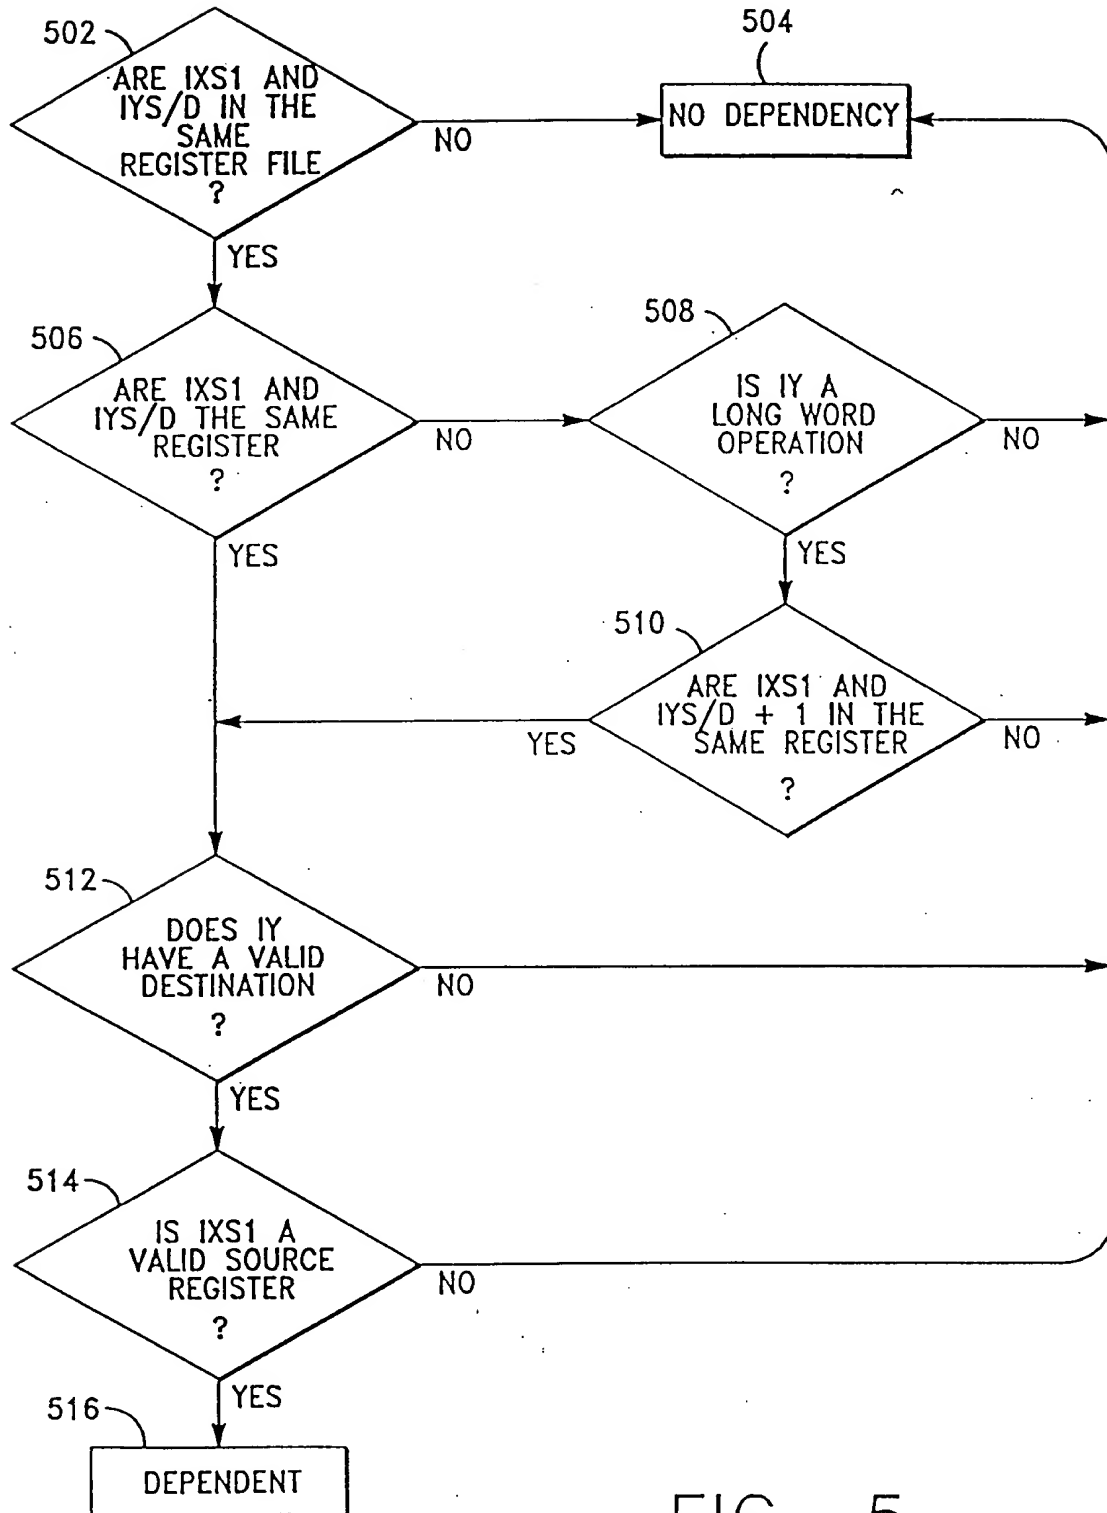 502
ARE IXS1 AND
IYS/D IN THE
SAME
REGISTER FILE
?
NO
YES
504
NO DEPENDENCY
506
ARE IXS1 AND
IYS/D THE SAME
REGISTER
?
NO
YES
508
IS IY A
LONG WORD
OPERATION
?
NO
YES
510
ARE IXS1 AND
IYS/D + 1 IN THE
SAME REGISTER
?
YES
NO
512
DOES IY
HAVE A VALID
DESTINATION
?
NO
YES
514
IS IXS1 A
VALID SOURCE
REGISTER
?
NO
YES
516
DEPENDENT
FIG. 5